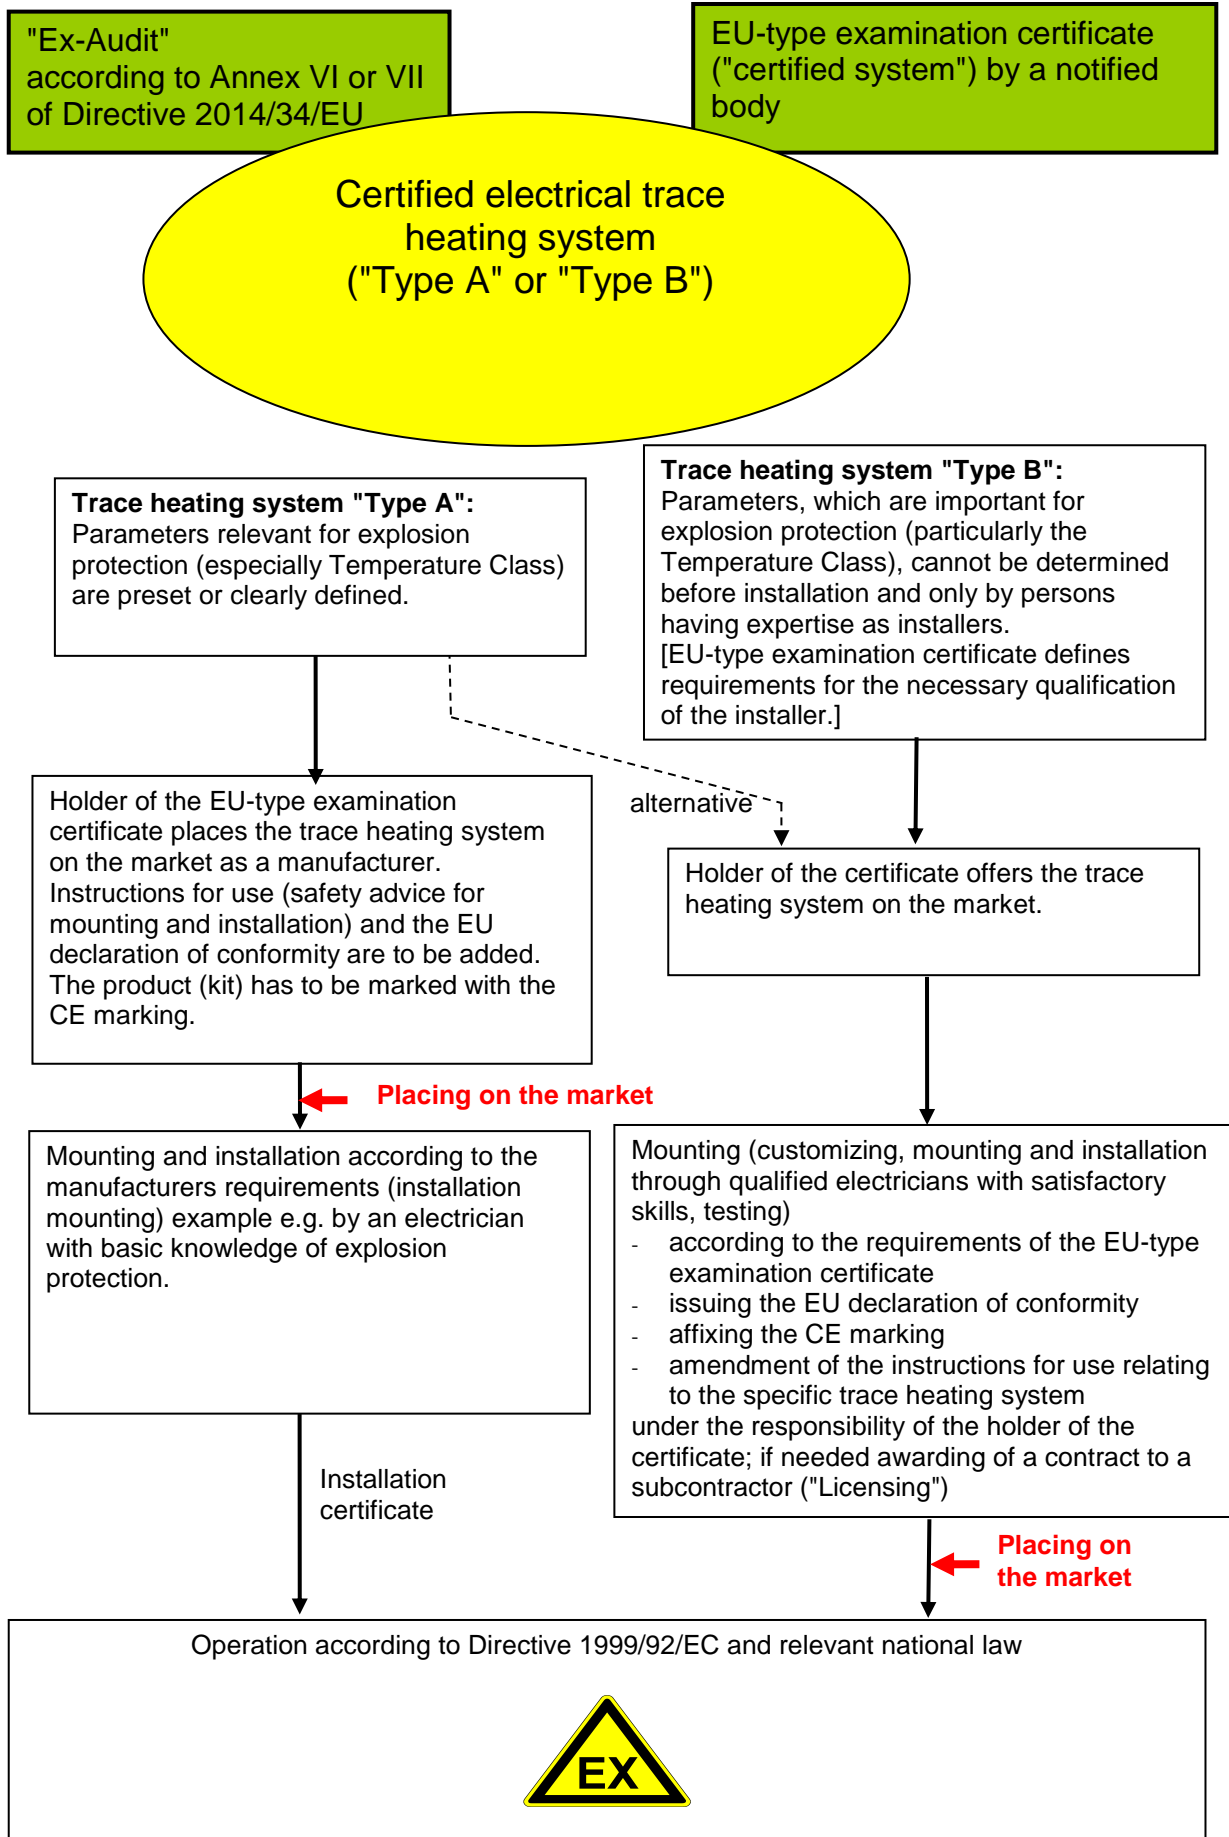 "Ex-Audit"
according to Annex VI or VII
of Directive 2014/34/EU
EU-type examination certificate
("certified system") by a notified
body
Certified electrical trace
heating system
("Type A" or "Type B")
Trace heating system "Type A":
Parameters relevant for explosion
protection (especially Temperature Class)
are preset or clearly defined.
Trace heating system "Type B":
Parameters, which are important for
explosion protection (particularly the
Temperature Class), cannot be determined
before installation and only by persons
having expertise as installers.
[EU-type examination certificate defines
requirements for the necessary qualification
of the installer.]
alternative
Holder of the EU-type examination
certificate places the trace heating system
on the market as a manufacturer.
Instructions for use (safety advice for
mounting and installation) and the EU
declaration of conformity are to be added.
The product (kit) has to be marked with the
CE marking.
Holder of the certificate offers the trace
heating system on the market.
Placing on the market
Mounting and installation according to the
manufacturers requirements (installation
mounting) example e.g. by an electrician
with basic knowledge of explosion
protection.
Mounting (customizing, mounting and installation
through qualified electricians with satisfactory
skills, testing)
- according to the requirements of the EU-type
examination certificate
- issuing the EU declaration of conformity
- affixing the CE marking
- amendment of the instructions for use relating
to the specific trace heating system
under the responsibility of the holder of the
certificate; if needed awarding of a contract to a
subcontractor ("Licensing")
Installation
certificate
Placing on
the market
Operation according to Directive 1999/92/EC and relevant national law
EX